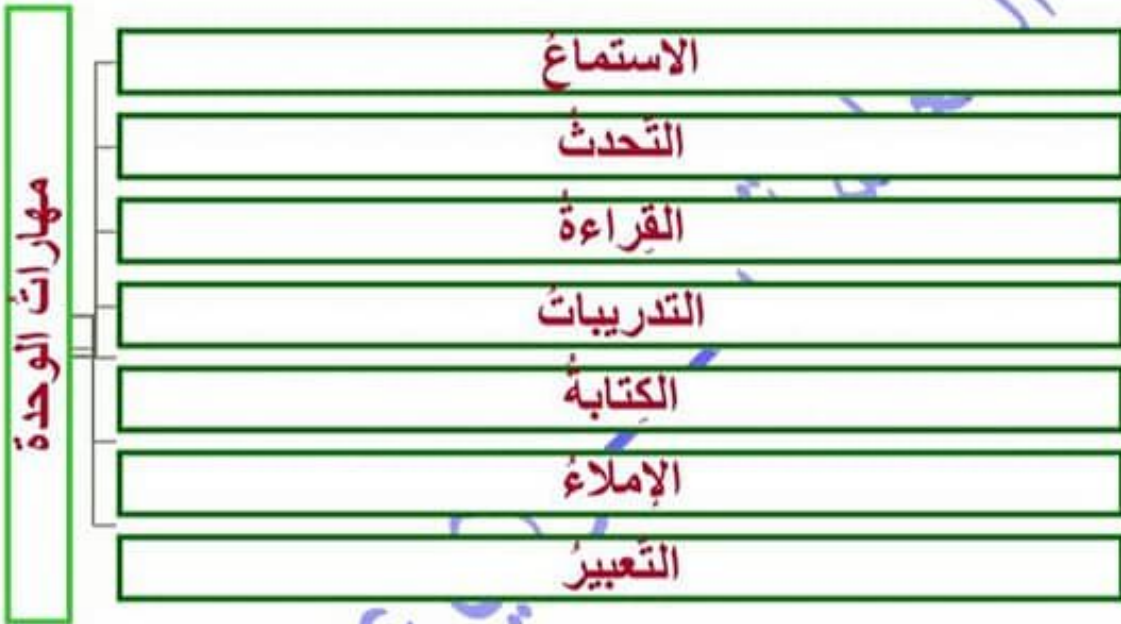 مهاراتُ الوحدة
الاستماعُ
التَّحدثُ
القِراءةُ
التدريباتُ
الكِتابةُ
الإملاءُ
التَّعبيرُ